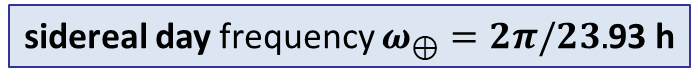 sidereal day frequency ω⊕ = 2π/23.93 h